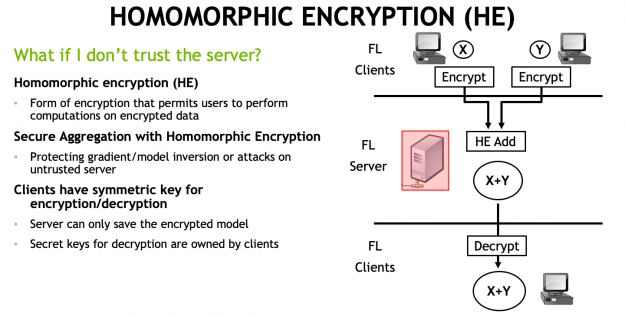 HOMOMORPHIC ENCRYPTION (HE)
What if I don't trust the server?
Homomorphic encryption (HE)
• Form of encryption that permits users to perform
computations on encrypted data
Secure Aggregation with Homomorphic Encryption
• Protecting gradient/model inversion or attacks on
untrusted server
Clients have symmetric key for
encryption/decryption
• Server can only save the encrypted model
• Secret keys for decryption are owned by clients
FL
Clients
X
Y
Encrypt
Encrypt
FL
Server
HE Add
X+Y
FL
Clients
Decrypt
X+Y